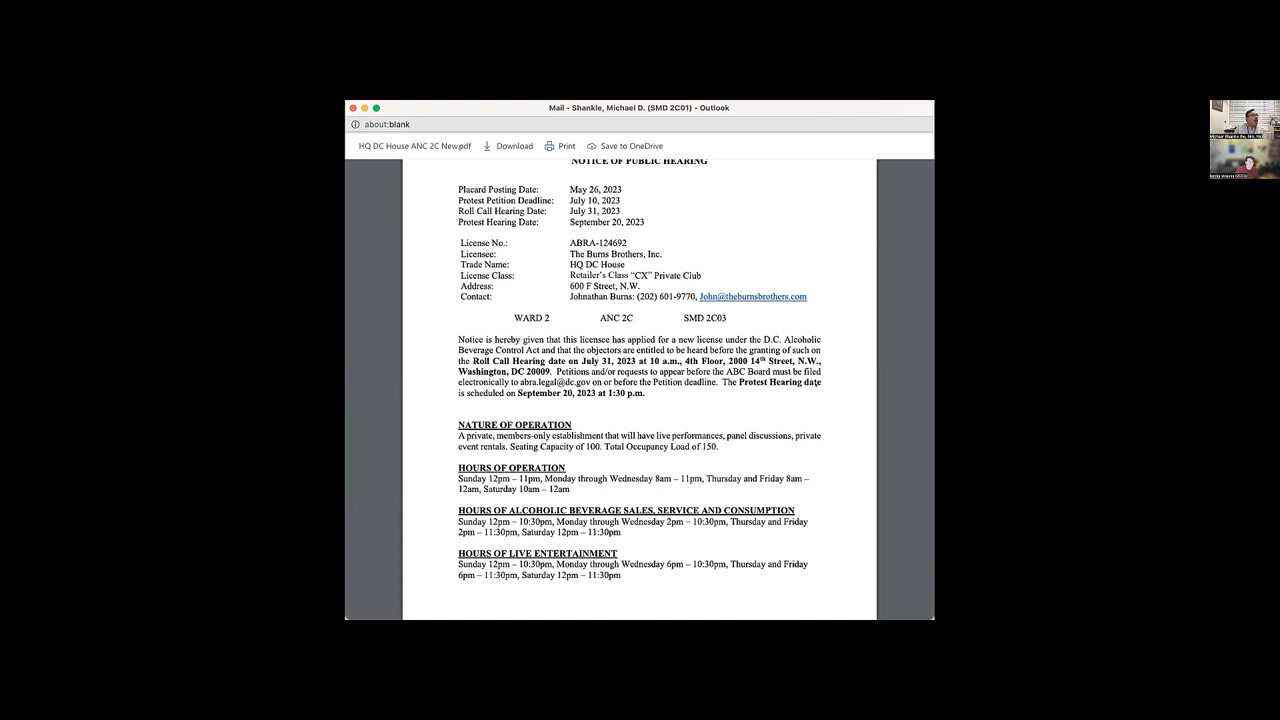 Mail - Shankle, Michael D. (SMD 2C01) - Outlook
about:blank
HQ DC House ANC 2C New.pdf Download Print Save to OneDrive
NOTICE OF PUBLIC HEARING
Placard Posting Date: May 26, 2023
Protest Petition Deadline: July 10, 2023
Roll Call Hearing Date: July 31, 2023
Protest Hearing Date: September 20, 2023
License No.: ABRA-124692
Licensee: The Burns Brothers, Inc.
Trade Name: HQ DC House
License Class: Retailer's Class “CX” Private Club
Address: 600 F Street, N.W.
Contact: Johnathan Burns: (202) 601-9770, John@theburnsbrothers.com
WARD 2 ANC 2C SMD 2C03
Notice is hereby given that this licensee has applied for a new license under the D.C. Alcoholic
Beverage Control Act and that the objectors are entitled to be heard before the granting of such on
the Roll Call Hearing date on July 31, 2023 at 10 a.m., 4th Floor, 2000 14th Street, N.W.,
Washington, DC 20009. Petitions and/or requests to appear before the ABC Board must be filed
electronically to abra.legal@dc.gov on or before the Petition deadline. The Protest Hearing date
is scheduled on September 20, 2023 at 1:30 p.m.
NATURE OF OPERATION
A private, members-only establishment that will have live performances, panel discussions, private
event rentals. Seating Capacity of 100. Total Occupancy Load of 150.
HOURS OF OPERATION
Sunday 12pm – 11pm, Monday through Wednesday 8am – 11pm, Thursday and Friday 8am –
12am, Saturday 10am – 12am
HOURS OF ALCOHOLIC BEVERAGE SALES, SERVICE AND CONSUMPTION
Sunday 12pm – 10:30pm, Monday through Wednesday 2pm – 10:30pm, Thursday and Friday
2pm – 11:30pm, Saturday 12pm – 11:30pm
HOURS OF LIVE ENTERTAINMENT
Sunday 12pm – 10:30pm, Monday through Wednesday 6pm – 10:30pm, Thursday and Friday
6pm – 11:30pm, Saturday 12pm – 11:30pm
Michael Shankle